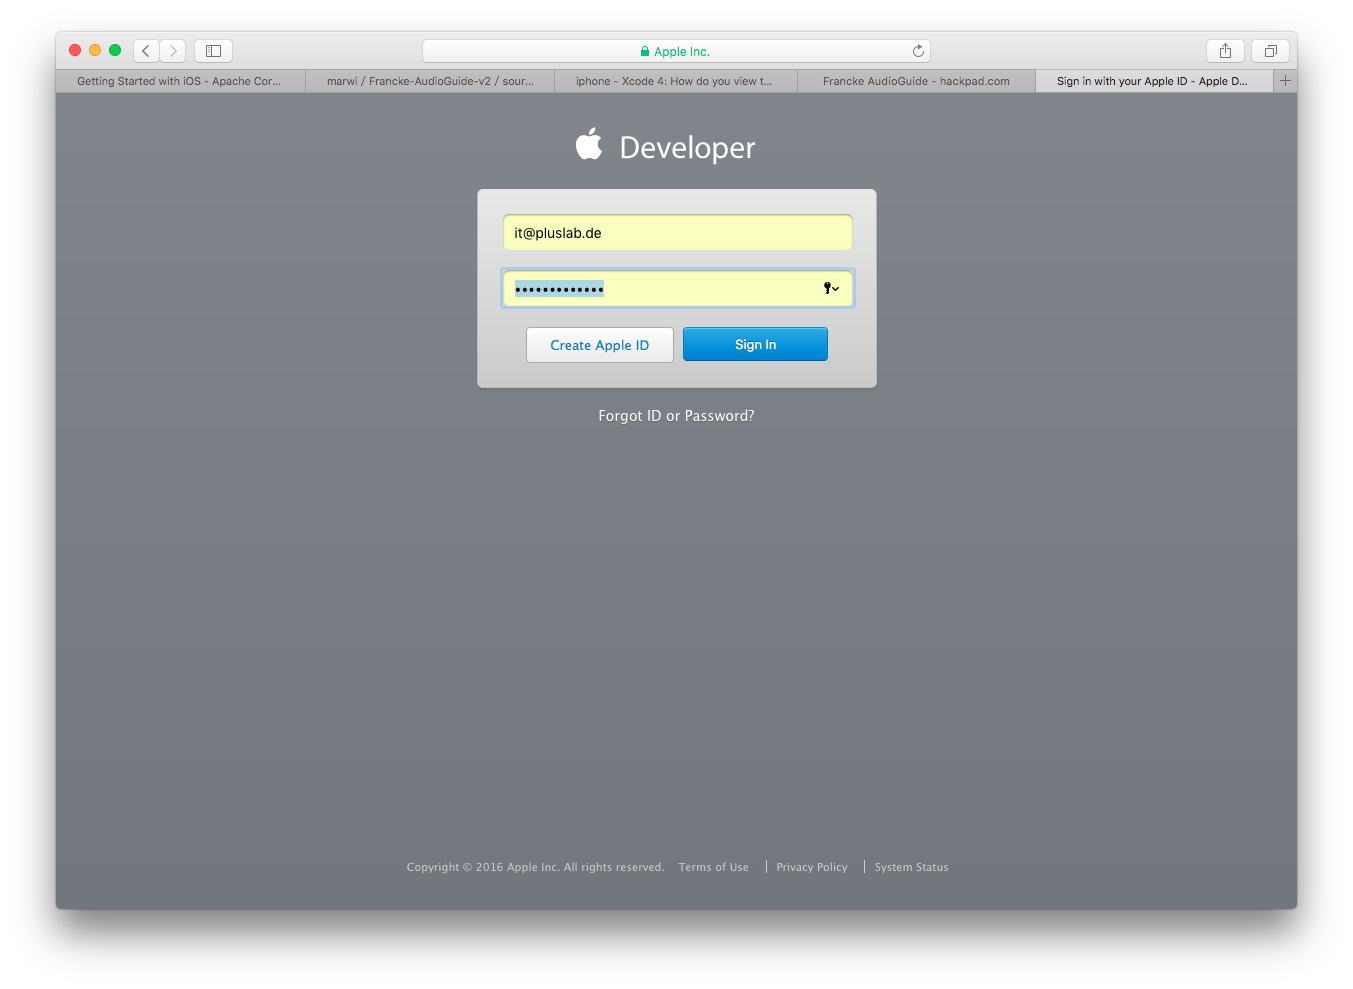 Apple Inc.
Getting Started with iOS - Apache Cor...
marwi / Francke-AudioGuide-v2 / sour...
iphone - Xcode 4: How do you view t...
Francke AudioGuide - hackpad.com
Sign in with your Apple ID - Apple D...
Developer
it@pluslab.de
•••••••••••••
Create Apple ID
Sign In
Forgot ID or Password?
Copyright © 2016 Apple Inc. All rights reserved. Terms of Use | Privacy Policy | System Status